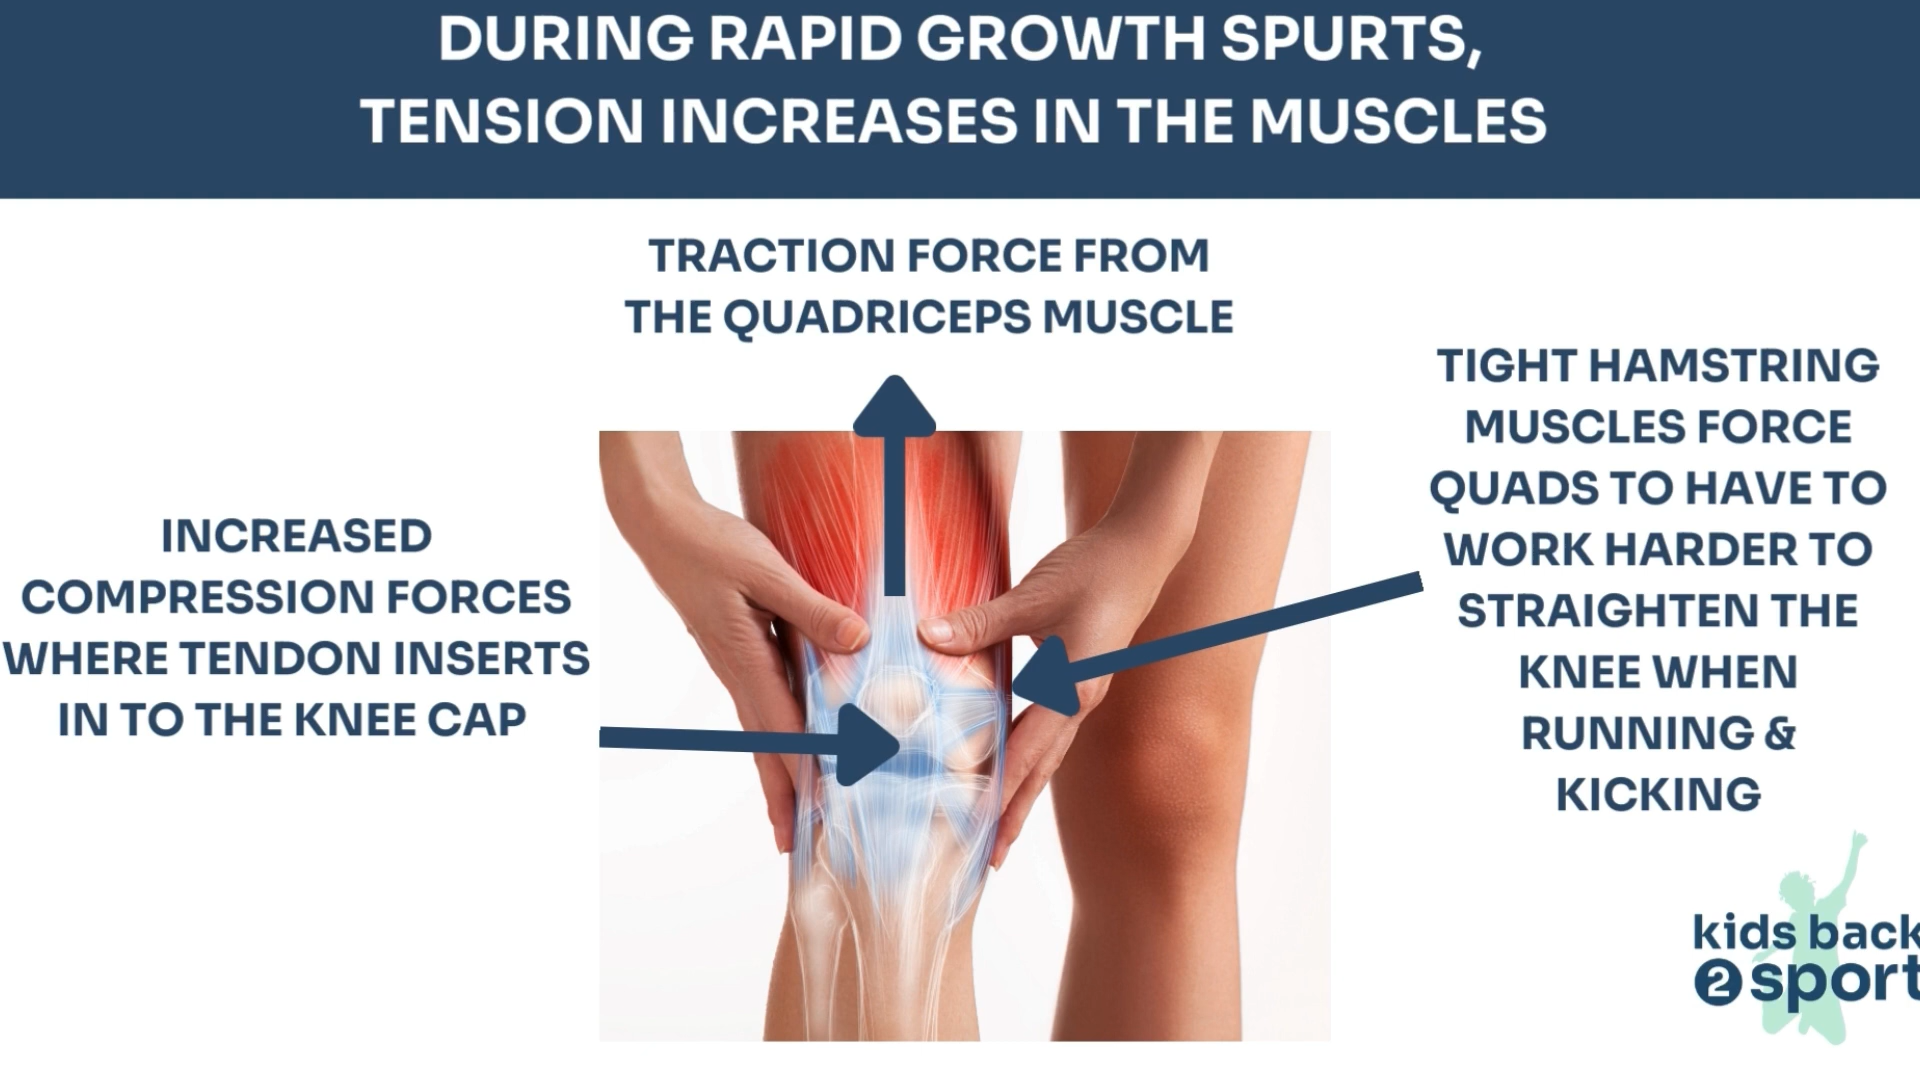 DURING RAPID GROWTH SPURTS,
TENSION INCREASES IN THE MUSCLES
TRACTION FORCE FROM
THE QUADRICEPS MUSCLE
INCREASED
COMPRESSION FORCES
WHERE TENDON INSERTS
IN TO THE KNEE CAP
TIGHT HAMSTRING
MUSCLES FORCE
QUADS TO HAVE TO
WORK HARDER TO
STRAIGHTEN THE
KNEE WHEN
RUNNING &
KICKING
kids back
2 sport